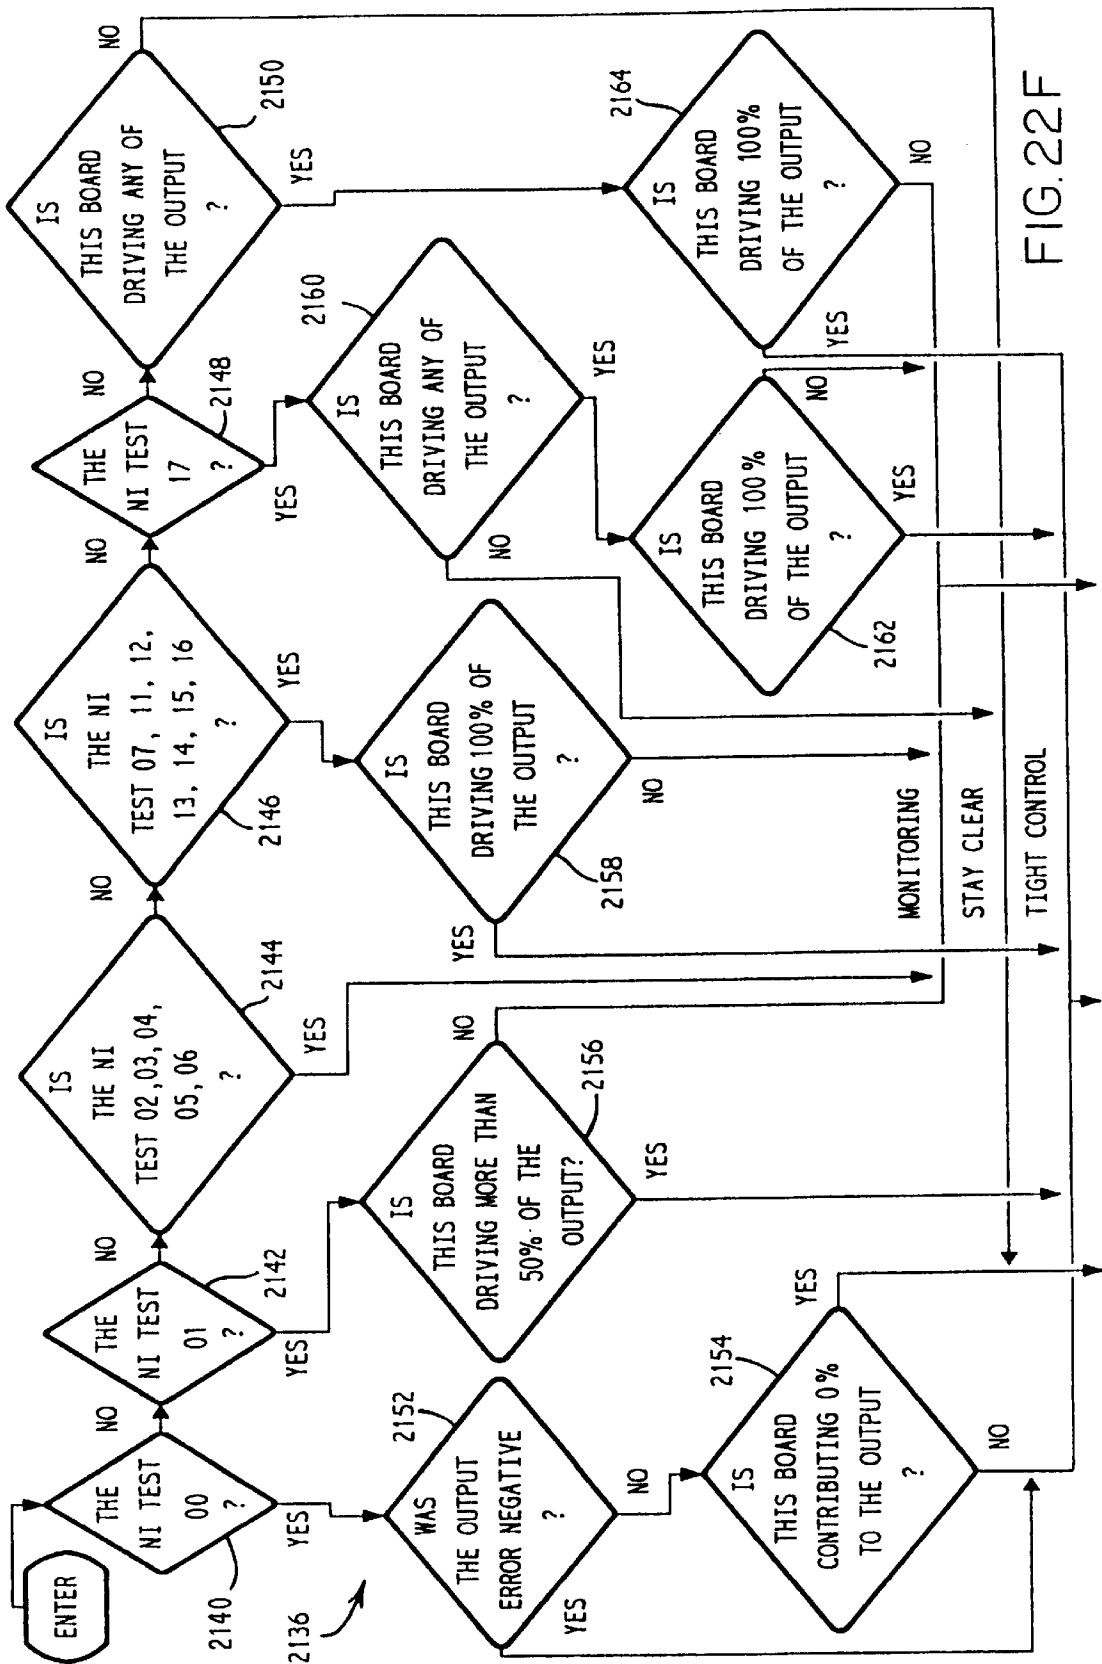 ENTER
THE
NI TEST
00
?
2140
NO
YES
THE
NI TEST
01
?
2142
NO
YES
IS
THE NI
TEST 02,03,04,
05,06
?
2144
NO
YES
IS
THE NI
TEST 07, 11, 12,
13, 14, 15, 16
?
2146
NO
YES
THE
NI TEST
17
?
2148
NO
YES
IS
THIS BOARD
DRIVING ANY OF
THE OUTPUT
?
2150
NO
YES
2136
WAS
THE OUTPUT
ERROR NEGATIVE
?
2152
YES
NO
IS
THIS BOARD
CONTRIBUTING 0%
TO THE OUTPUT
?
2154
YES
NO
IS
THIS BOARD
DRIVING MORE THAN
50% OF THE
OUTPUT?
2156
NO
YES
IS
THIS BOARD
DRIVING 100% OF
THE OUTPUT
?
2158
YES
NO
IS
THIS BOARD
DRIVING ANY OF
THE OUTPUT
?
2160
NO
YES
IS
THIS BOARD
DRIVING 100%
OF THE OUTPUT
?
2162
NO
YES
IS
THIS BOARD
DRIVING 100%
OF THE OUTPUT
?
2164
YES
NO
MONITORING
STAY CLEAR
TIGHT CONTROL
FIG. 22F